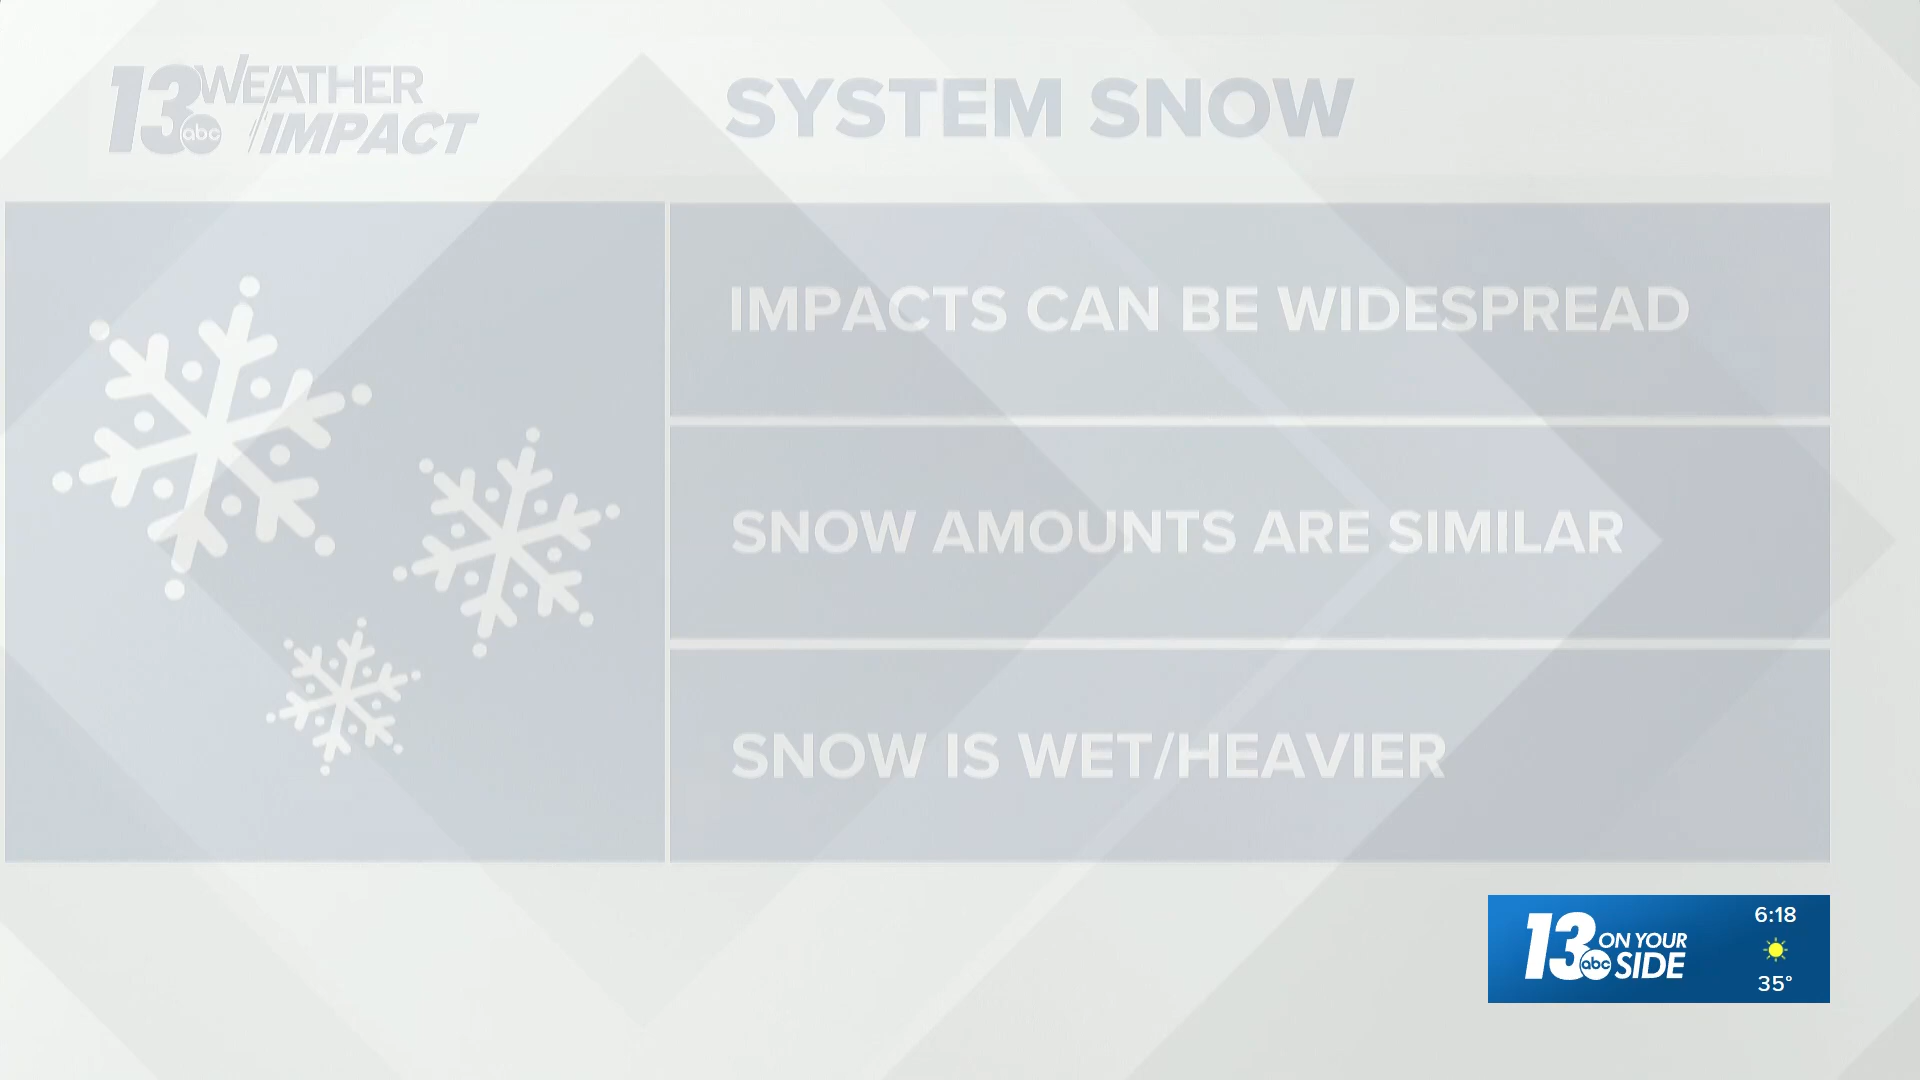 13 WEATHER
abc IMPACT
SYSTEM SNOW
IMPACTS CAN BE WIDESPREAD
SNOW AMOUNTS ARE SIMILAR
SNOW IS WET/HEAVIER
13 ON YOUR
abc SIDE
6:18
35°